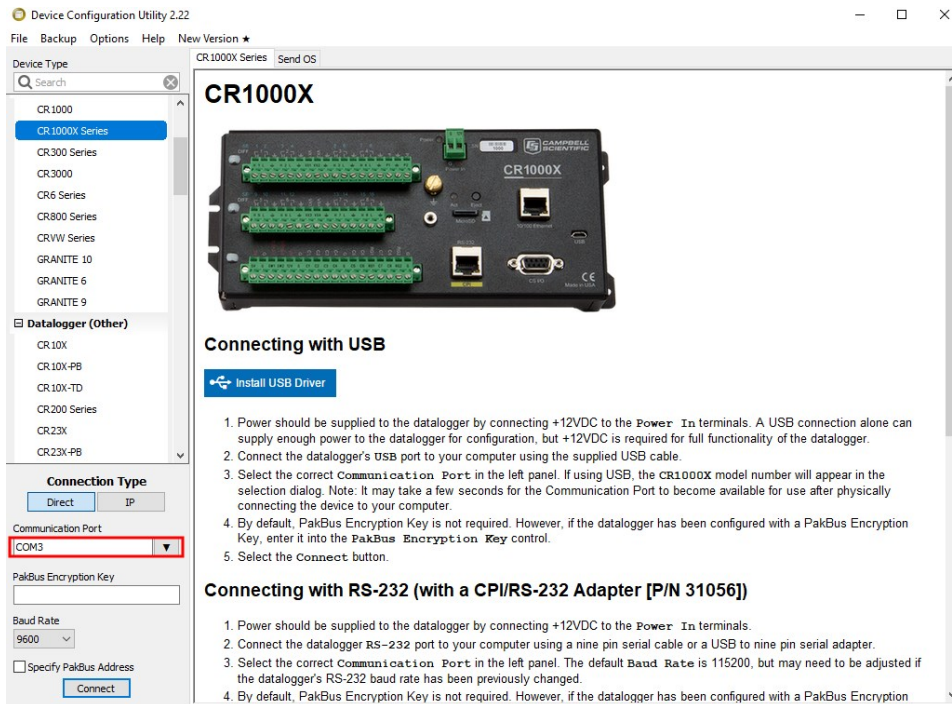 Device Configuration Utility 2.22
File Backup Options Help New Version ★
Device Type
Search
CR1000
CR1000X Series
CR300 Series
CR3000
CR6 Series
CR800 Series
CRVW Series
GRANITE 10
GRANITE 6
GRANITE 9
Datalogger (Other)
CR10X
CR10X-PB
CR10X-TD
CR200 Series
CR23X
CR23X-PB
Connection Type
Direct IP
Communication Port
COM3
PakBus Encryption Key
Baud Rate
9600
Specify PakBus Address
Connect
CR1000X Series Send OS
CR1000X
CAMPBELL
SCIENTIFIC
CR1000X
Power In
MicroSD
10/100 Ethernet
USB
RS-232
CPI
CS I/O
CE
Made in USA
Connecting with USB
Install USB Driver
1. Power should be supplied to the datalogger by connecting +12VDC to the Power In terminals. A USB connection alone can
supply enough power to the datalogger for configuration, but +12VDC is required for full functionality of the datalogger.
2. Connect the datalogger's USB port to your computer using the supplied USB cable.
3. Select the correct Communication Port in the left panel. If using USB, the CR1000X model number will appear in the
selection dialog. Note: It may take a few seconds for the Communication Port to become available for use after physically
connecting the device to your computer.
4. By default, PakBus Encryption Key is not required. However, if the datalogger has been configured with a PakBus Encryption
Key, enter it into the PakBus Encryption Key control.
5. Select the Connect button.
Connecting with RS-232 (with a CPI/RS-232 Adapter [P/N 31056])
1. Power should be supplied to the datalogger by connecting +12VDC to the Power In terminals.
2. Connect the datalogger RS-232 port to your computer using a nine pin serial cable or a USB to nine pin serial adapter.
3. Select the correct Communication Port in the left panel. The default Baud Rate is 115200, but may need to be adjusted if
the datalogger's RS-232 baud rate has been previously changed.
4. By default, PakBus Encryption Key is not required. However, if the datalogger has been configured with a PakBus Encryption